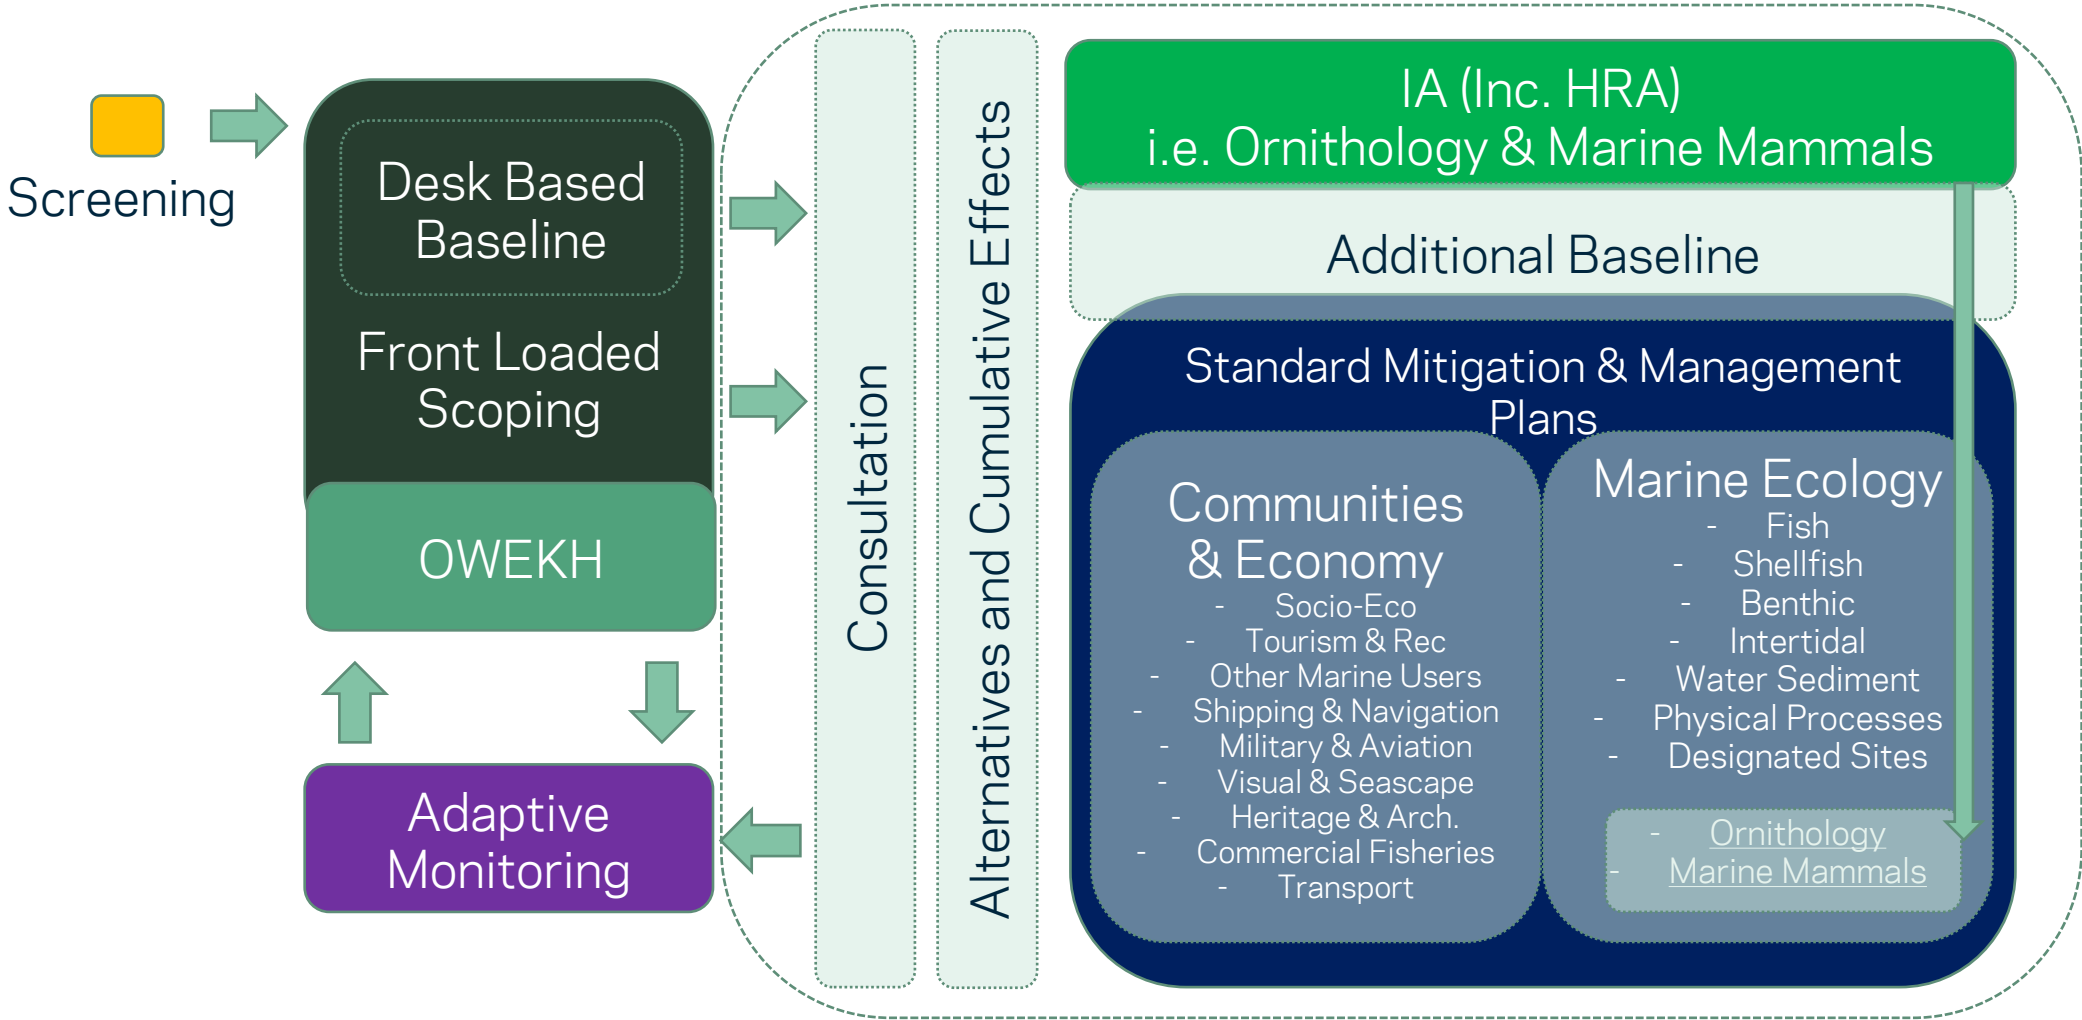 Screening
Desk Based
Baseline
Front Loaded
Scoping
OWEKH
Adaptive
Monitoring
Consultation
Alternatives and Cumulative Effects
IA (Inc. HRA)
i.e. Ornithology & Marine Mammals
Additional Baseline
Standard Mitigation & Management
Plans
Communities
& Economy
- Socio-Eco
- Tourism & Rec
- Other Marine Users
- Shipping & Navigation
- Military & Aviation
- Visual & Seascape
- Heritage & Arch.
- Commercial Fisheries
- Transport
Marine Ecology
- Fish
- Shellfish
- Benthic
- Intertidal
- Water Sediment
- Physical Processes
- Designated Sites
- Ornithology
- Marine Mammals